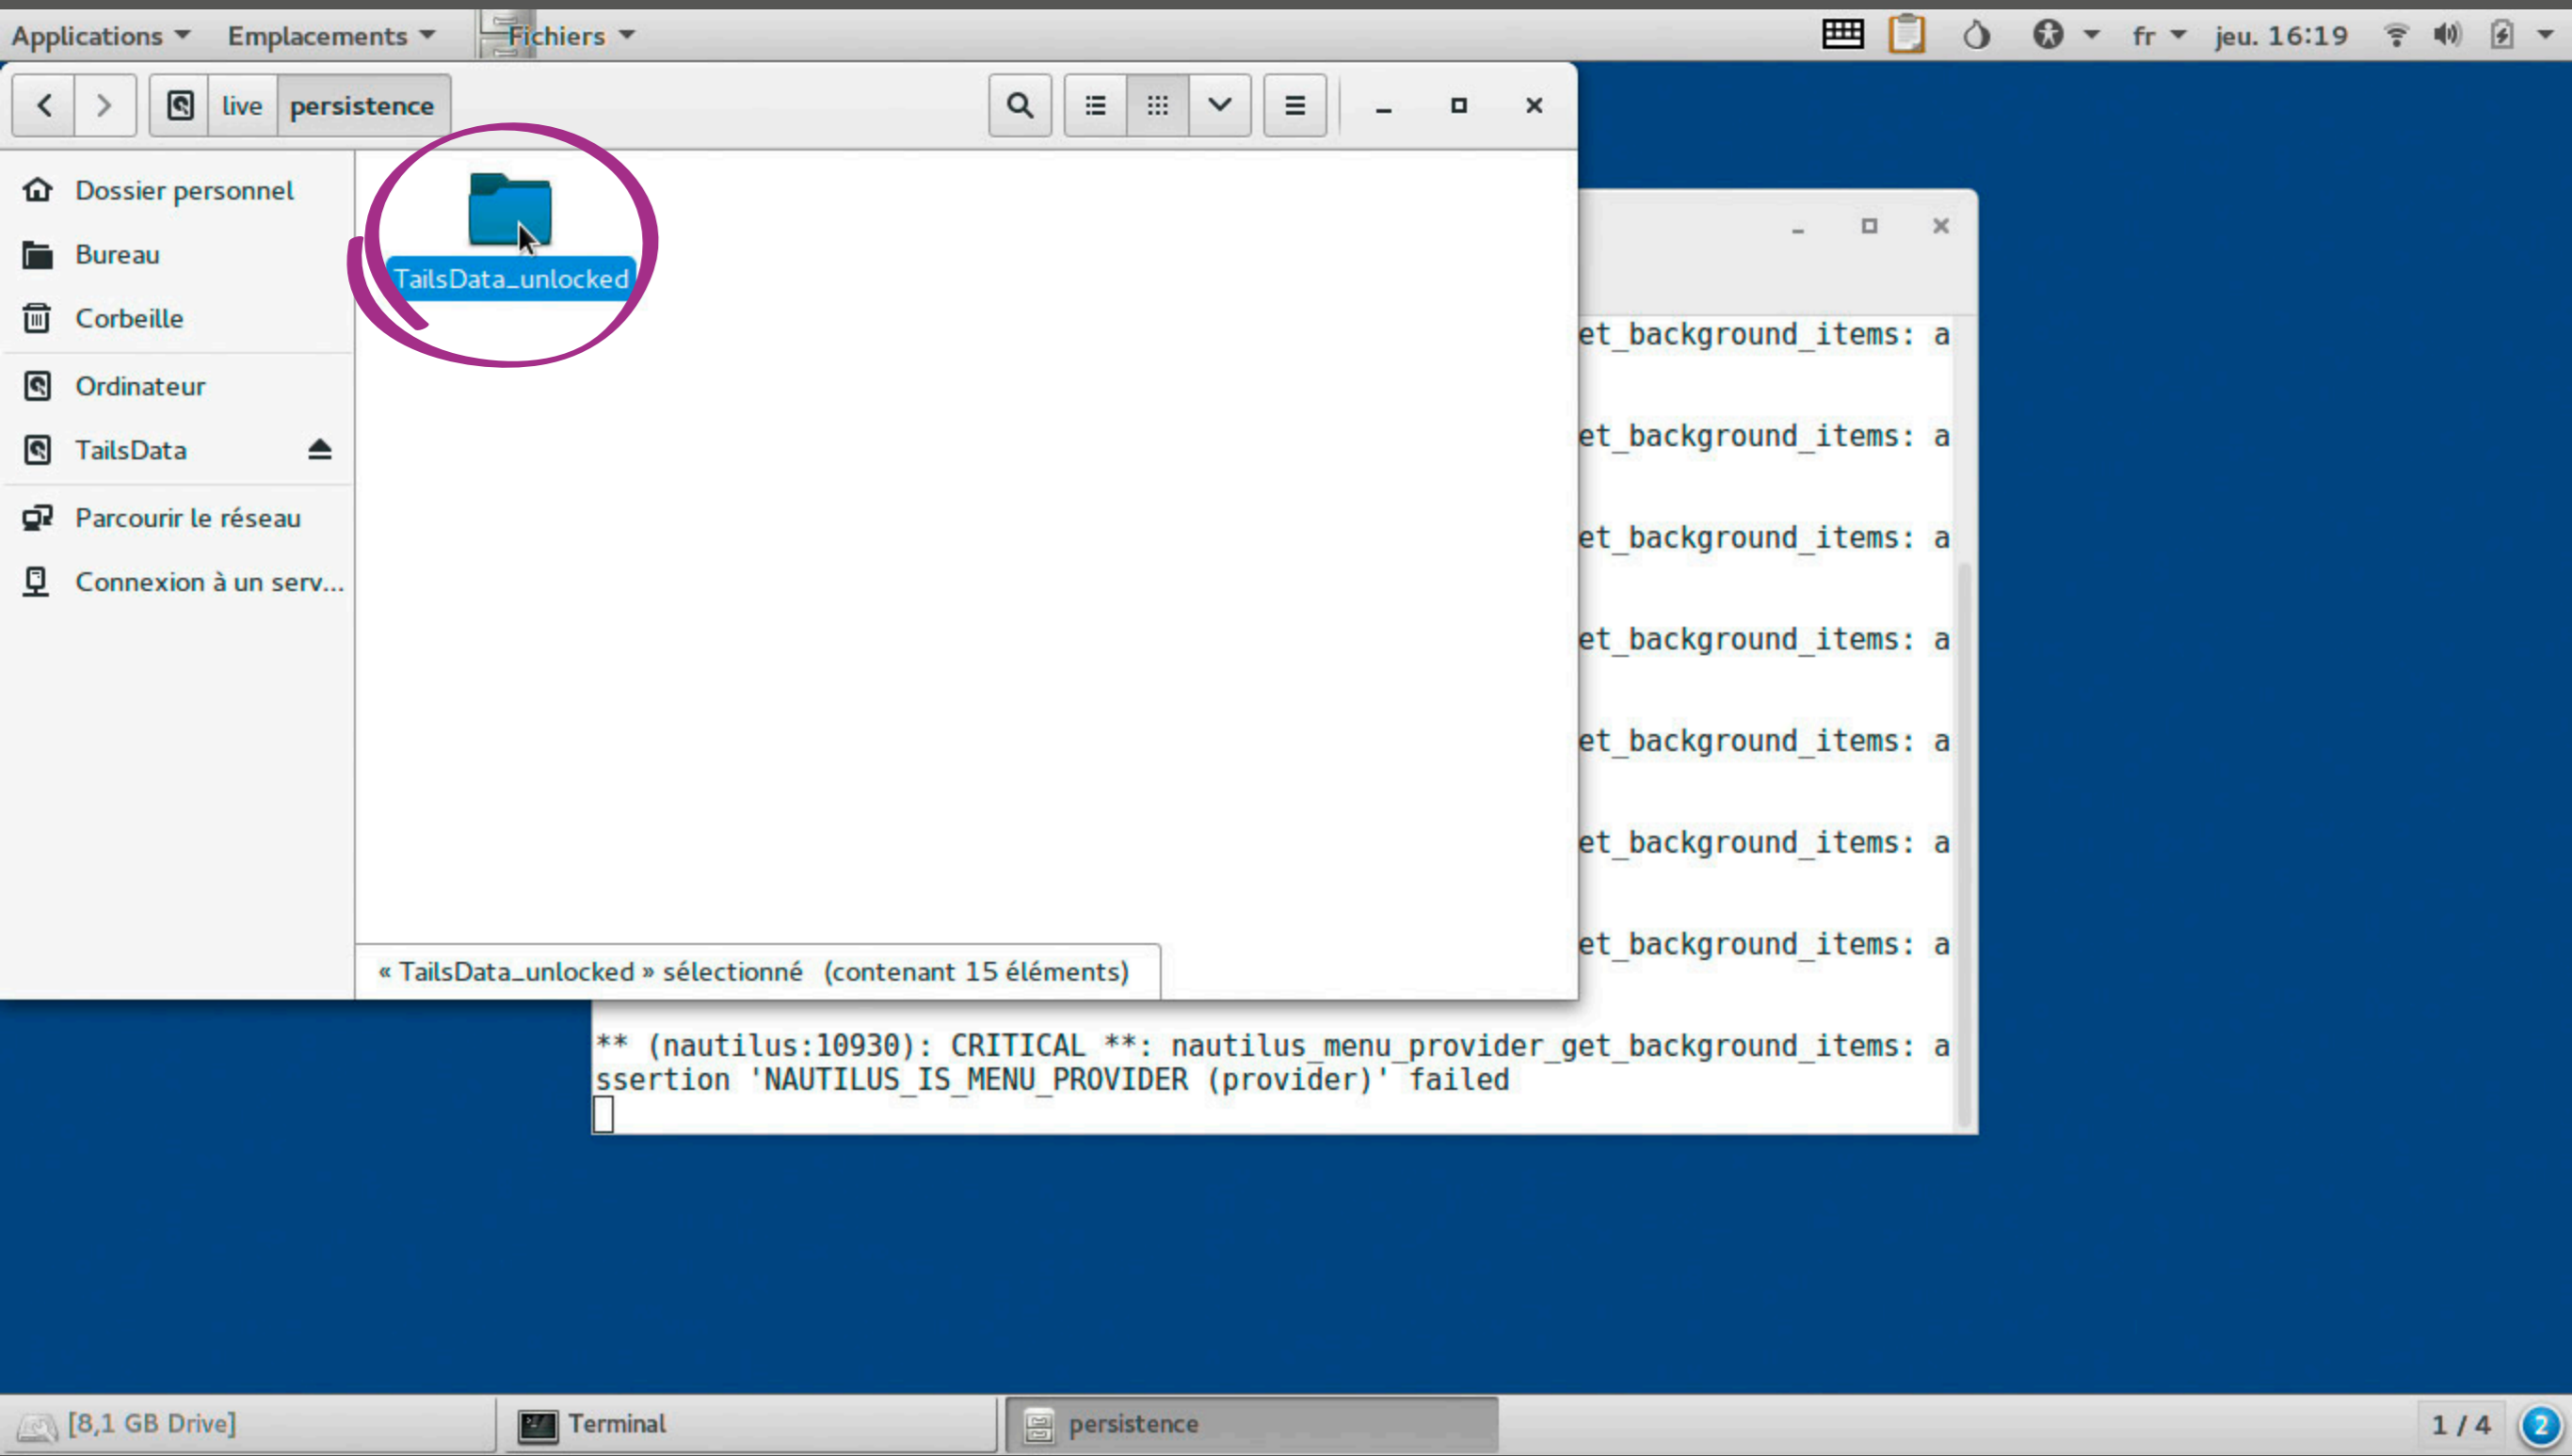 Applications Emplacements Fichiers fr jeu. 16:19
live persistence
Dossier personnel
Bureau
Corbeille
Ordinateur
TailsData
Parcourir le réseau
Connexion à un serv...
TailsData_unlocked
« TailsData_unlocked » sélectionné (contenant 15 éléments)
et_background_items: a
et_background_items: a
et_background_items: a
et_background_items: a
et_background_items: a
et_background_items: a
et_background_items: a
** (nautilus:10930): CRITICAL **: nautilus_menu_provider_get_background_items: a
ssertion 'NAUTILUS_IS_MENU_PROVIDER (provider)' failed
[8,1 GB Drive] Terminal persistence 1 / 4 2